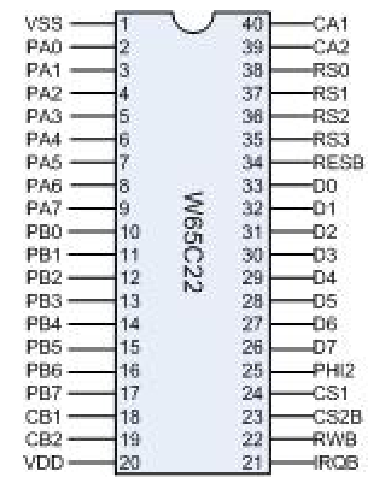 VSS 1 40 CA1
PA0 2 39 CA2
PA1 3 38 RS0
PA2 4 37 RS1
PA3 5 36 RS2
PA4 6 35 RS3
PA5 7 34 RESB
PA6 8 33 D0
PA7 9 32 D1
PB0 10 31 D2
PB1 11 30 D3
PB2 12 29 D4
PB3 13 28 D5
PB4 14 27 D6
PB5 15 26 D7
PB6 16 25 PHI2
PB7 17 24 CS1
CB1 18 23 CS2B
CB2 19 22 RWB
VDD 20 21 IRQB
W65C22